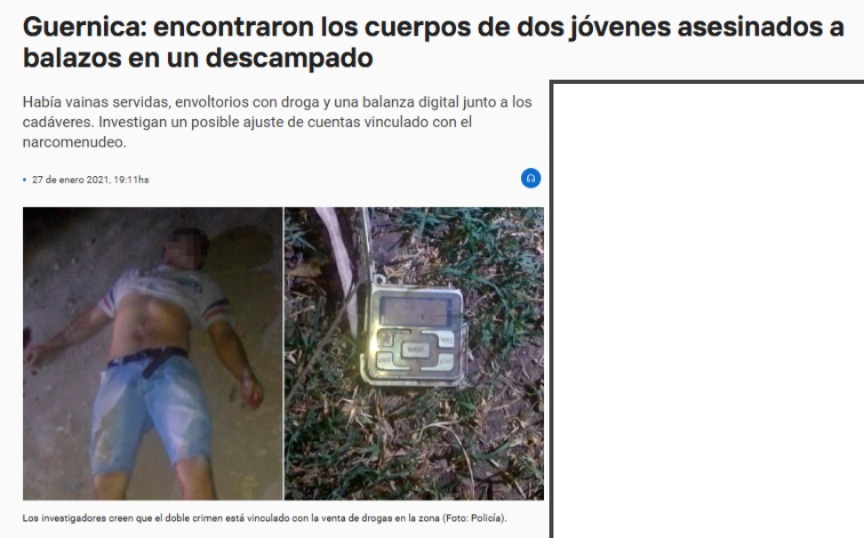 Guernica: encontraron los cuerpos de dos jóvenes asesinados a
balazos en un descampado
Había vainas servidas, envoltorios con droga y una balanza digital junto a los
cadáveres. Investigan un posible ajuste de cuentas vinculado con el
narcomenudeo.
• 27 de enero 2021, 19:11hs
Los investigadores creen que el doble crimen está vinculado con la venta de drogas en la zona (Foto: Policía).